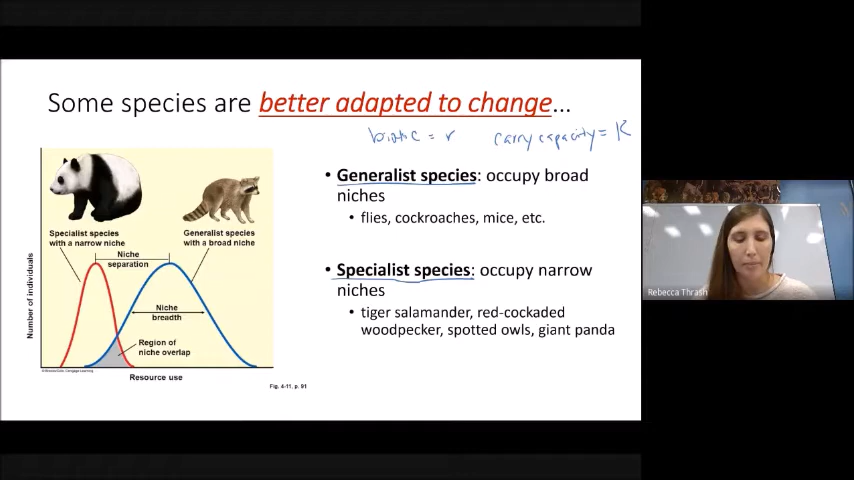 Some species are better adapted to change...
biotic = r carry capacity = K
• Generalist species: occupy broad
niches
• flies, cockroaches, mice, etc.
• Specialist species: occupy narrow
niches
• tiger salamander, red-cockaded
woodpecker, spotted owls, giant panda
Specialist species
with a narrow niche
Generalist species
with a broad niche
Niche
separation
Niche
breadth
Region of
niche overlap
Number of individuals
Resource use
Fig. 4-11, p. 91
Rebecca Thrash